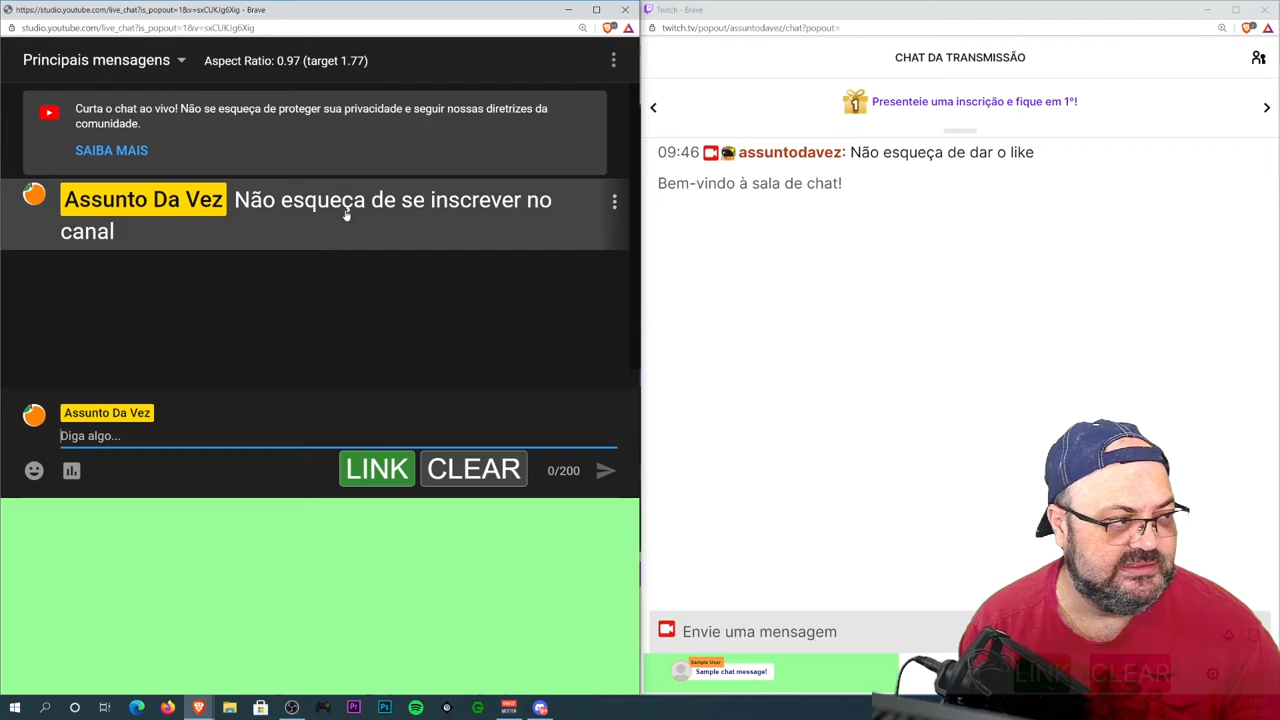 https://studio.youtube.com/live_chat?is_popout=1&v=sxCUKJg6Xig - Brave
studio.youtube.com/live_chat?is_popout=1&v=sxCUKJg6Xig
Principais mensagens
Aspect Ratio: 0.97 (target 1.77)
Curta o chat ao vivo! Não se esqueça de proteger sua privacidade e seguir nossas diretrizes da
comunidade.
SAIBA MAIS
Assunto Da Vez Não esqueça de se inscrever no
canal
Assunto Da Vez
Diga algo...
LINK CLEAR 0/200
Twitch - Brave
twitch.tv/popout/assuntodavez/chat?popout=
CHAT DA TRANSMISSÃO
1 Presenteie uma inscrição e fique em 1º!
09:46 assuntodavez: Não esqueça de dar o like
Bem-vindo à sala de chat!
Envie uma mensagem
Sample User
Sample chat message!
LINK CLEAR